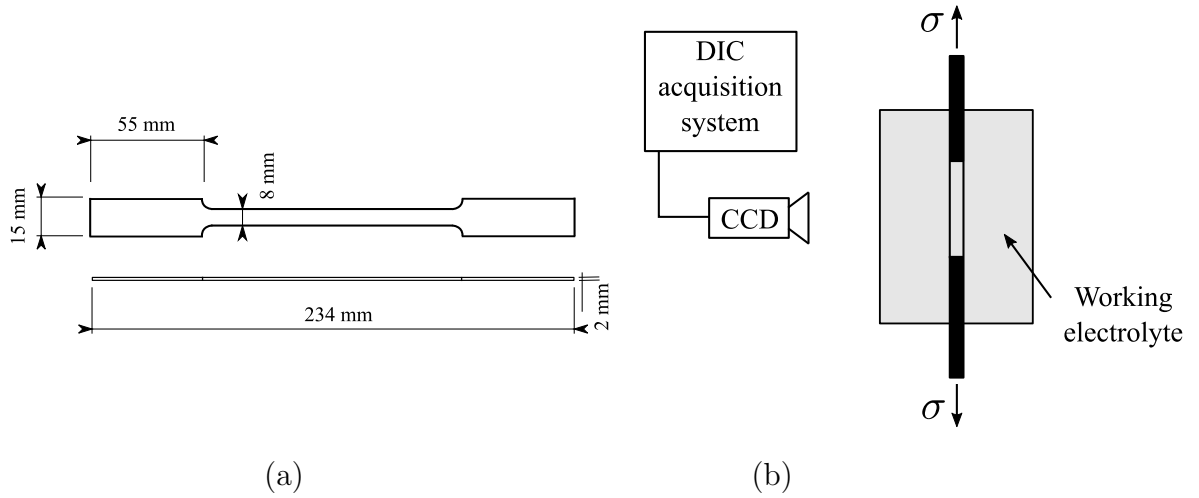 55 mm
15 mm
8 mm
234 mm
2 mm
(a)
DIC
acquisition
system
CCD
σ
σ
Working
electrolyte
(b)